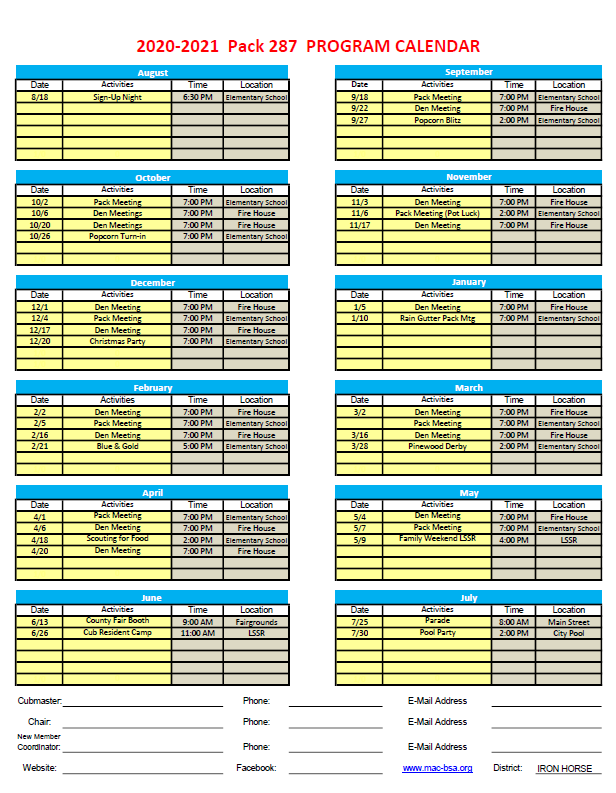 2020-2021 Pack 287 PROGRAM CALENDAR
August
Date Activities Time Location
8/18 Sign-Up Night 6:30 PM Elementary School
September
Date Activities Time Location
9/18 Pack Meeting 7:00 PM Elementary School
9/22 Den Meeting 7:00 PM Fire House
9/27 Popcorn Blitz 2:00 PM Elementary School
October
Date Activities Time Location
10/2 Pack Meeting 7:00 PM Elementary School
10/6 Den Meetings 7:00 PM Fire House
10/20 Den Meetings 7:00 PM Fire House
10/26 Popcorn Turn-in 7:00 PM Elementary School
November
Date Activities Time Location
11/3 Den Meeting 7:00 PM Fire House
11/6 Pack Meeting (Pot Luck) 2:00 PM Elementary School
11/17 Den Meeting 7:00 PM Fire House
December
Date Activities Time Location
12/1 Den Meeting 7:00 PM Fire House
12/4 Pack Meeting 7:00 PM Elementary School
12/17 Den Meeting 7:00 PM Fire House
12/20 Christmas Party 7:00 PM Elementary School
January
Date Activities Time Location
1/5 Den Meeting 7:00 PM Fire House
1/10 Rain Gutter Pack Mtg 7:00 PM Elementary School
February
Date Activities Time Location
2/2 Den Meeting 7:00 PM Fire House
2/5 Pack Meeting 7:00 PM Elementary School
2/16 Den Meeting 7:00 PM Fire House
2/21 Blue & Gold 5:00 PM Elementary School
March
Date Activities Time Location
3/2 Den Meeting 7:00 PM Fire House
Pack Meeting 7:00 PM Elementary School
3/16 Den Meeting 7:00 PM Fire House
3/28 Pinewood Derby 2:00 PM Elementary School
April
Date Activities Time Location
4/1 Pack Meeting 7:00 PM Elementary School
4/6 Den Meeting 7:00 PM Fire House
4/18 Scouting for Food 2:00 PM Elementary School
4/20 Den Meeting 7:00 PM Fire House
May
Date Activities Time Location
5/4 Den Meeting 7:00 PM Fire House
5/7 Pack Meeting 7:00 PM Elementary School
5/9 Family Weekend LSSR 4:00 PM LSSR
June
Date Activities Time Location
6/13 County Fair Booth 9:00 AM Fairgrounds
6/26 Cub Resident Camp 11:00 AM LSSR
July
Date Activities Time Location
7/25 Parade 8:00 AM Main Street
7/30 Pool Party 2:00 PM City Pool
Cubmaster: Phone: E-Mail Address
Chair: Phone: E-Mail Address
New Member
Coordinator: Phone: E-Mail Address
Website: Facebook: www.mac-bsa.org District: IRON HORSE